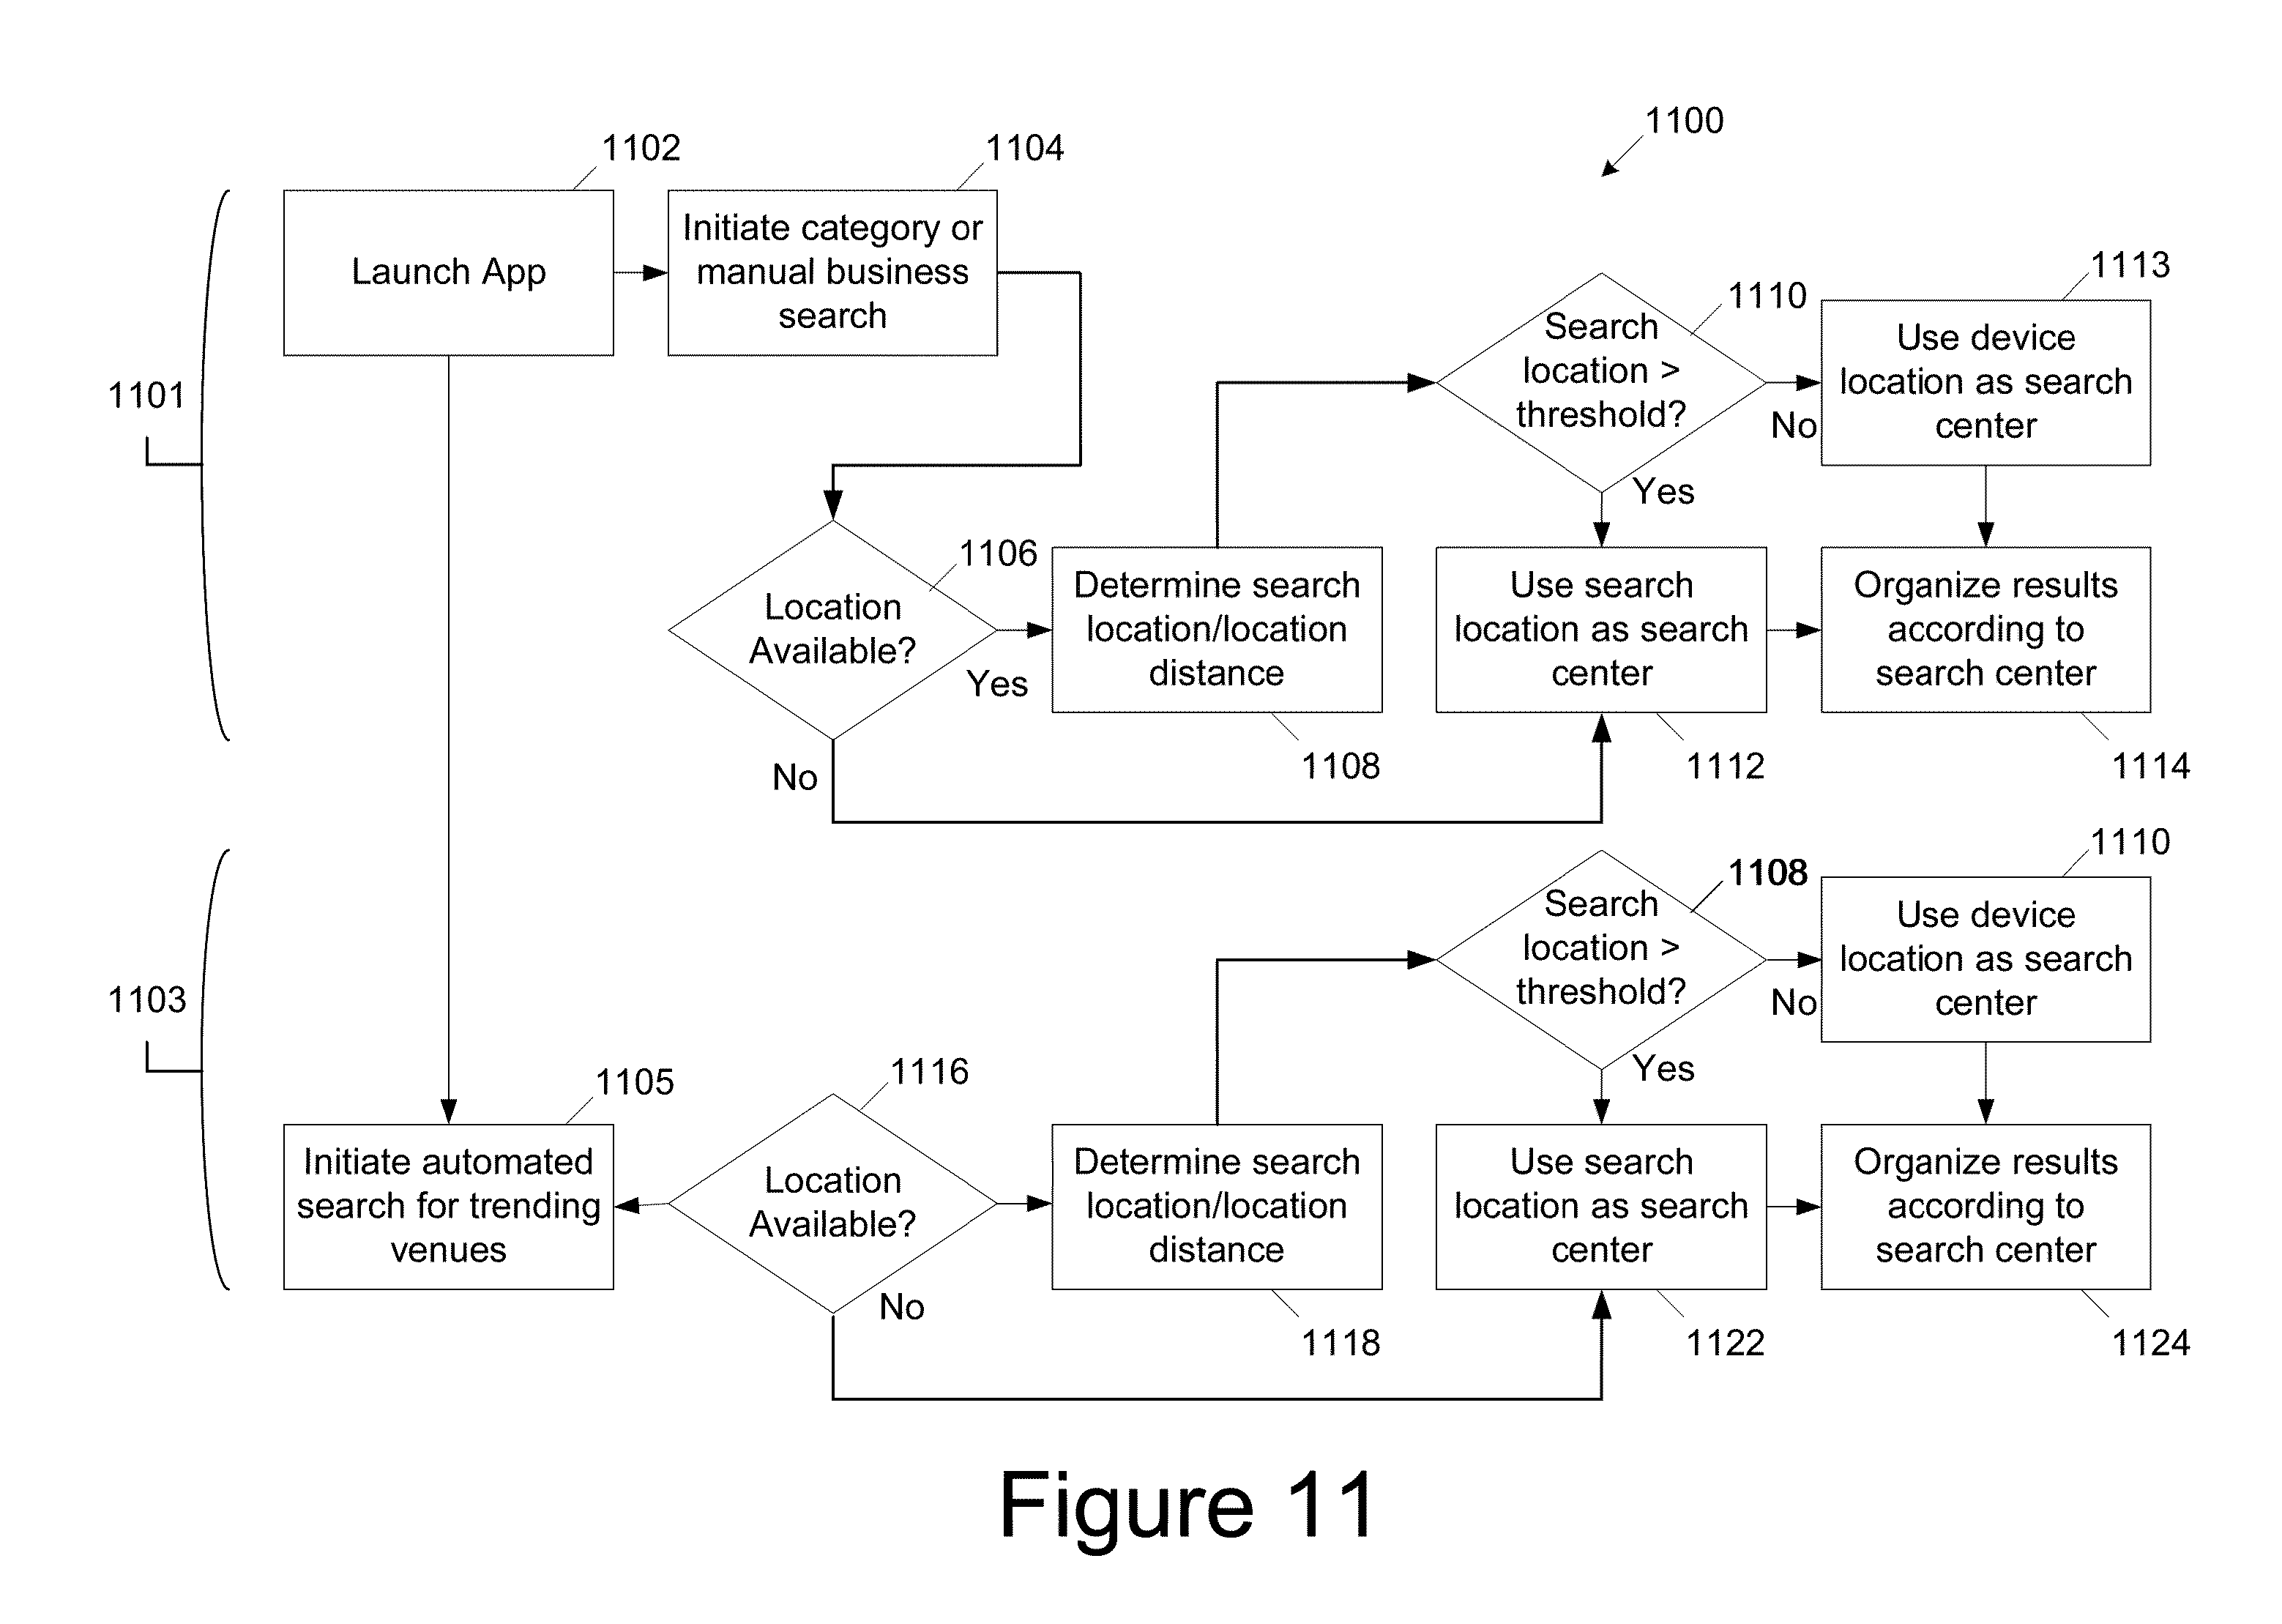 1100
1102
1104
Launch App
Initiate category or
manual business
search
1101
1110
Search
location >
threshold?
No
Yes
1113
Use device
location as search
center
1106
Location
Available?
Yes
No
Determine search
location/location
distance
1108
Use search
location as search
center
1112
Organize results
according to
search center
1114
1103
1105
Initiate automated
search for trending
venues
1116
Location
Available?
No
Determine search
location/location
distance
1118
1108
Search
location >
threshold?
No
Yes
1110
Use device
location as search
center
Use search
location as search
center
1122
Organize results
according to
search center
1124
Figure 11